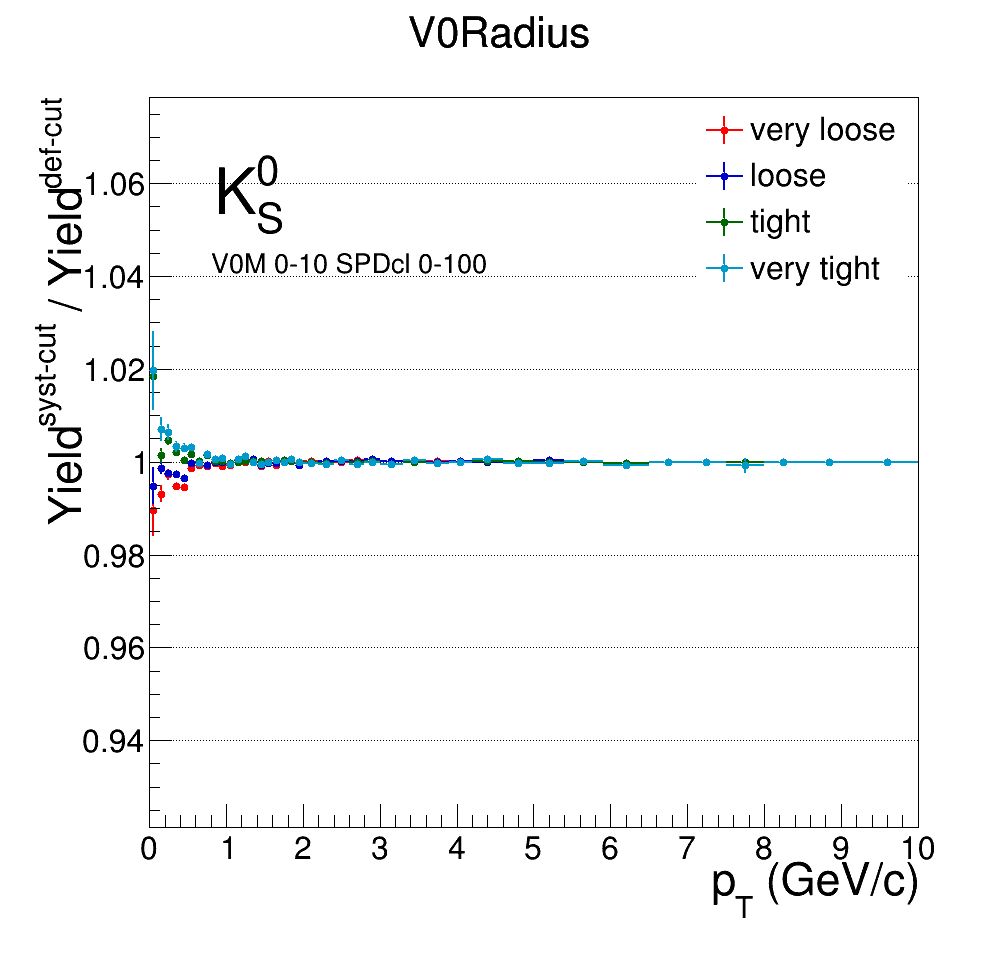 V0Radius
Yield^syst-cut / Yield^def-cut
K^0_S
V0M 0-10 SPDcl 0-100
very loose
loose
tight
very tight
1.06
1.04
1.02
1
0.98
0.96
0.94
0 1 2 3 4 5 6 7 8 9 10
p_T (GeV/c)